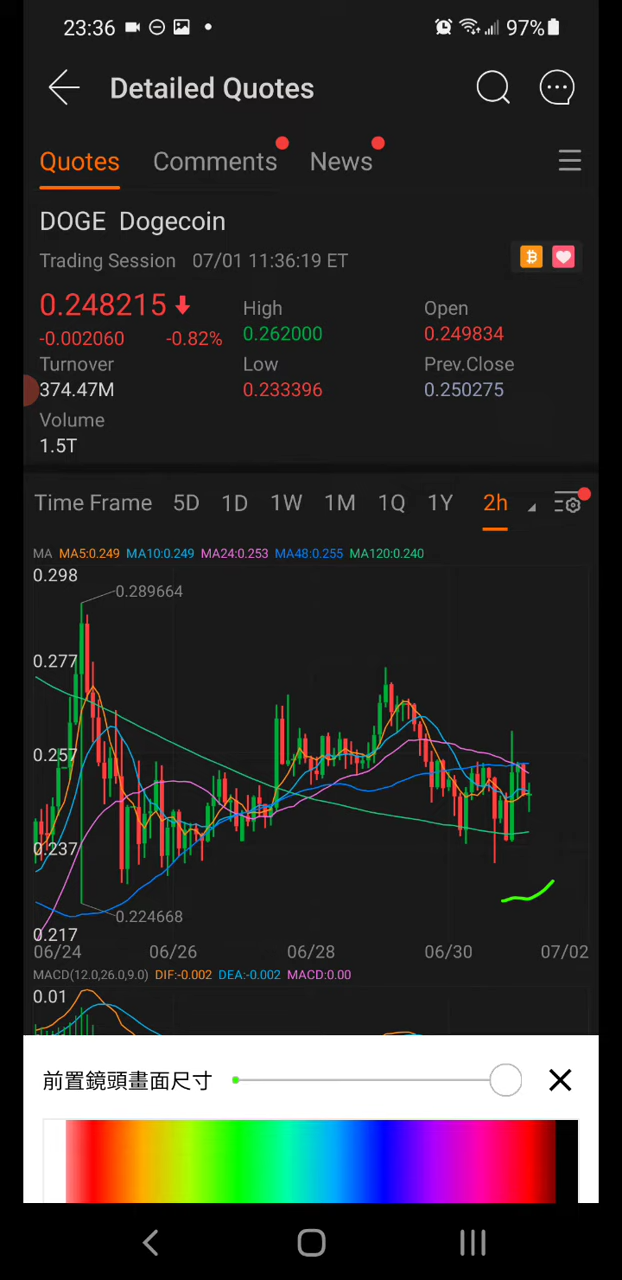 23:36 97%
Detailed Quotes
Quotes Comments News
DOGE Dogecoin
Trading Session 07/01 11:36:19 ET
0.248215
-0.002060 -0.82%
High
0.262000
Open
0.249834
Turnover
374.47M
Low
0.233396
Prev.Close
0.250275
Volume
1.5T
Time Frame 5D 1D 1W 1M 1Q 1Y 2h
MA MA5:0.249 MA10:0.249 MA24:0.253 MA48:0.255 MA120:0.240
0.298
0.289664
0.277
0.257
0.237
0.224668
0.217
06/24 06/26 06/28 06/30 07/02
MACD(12.0,26.0,9.0) DIF:-0.002 DEA:-0.002 MACD:0.00
0.01
前置鏡頭畫面尺寸